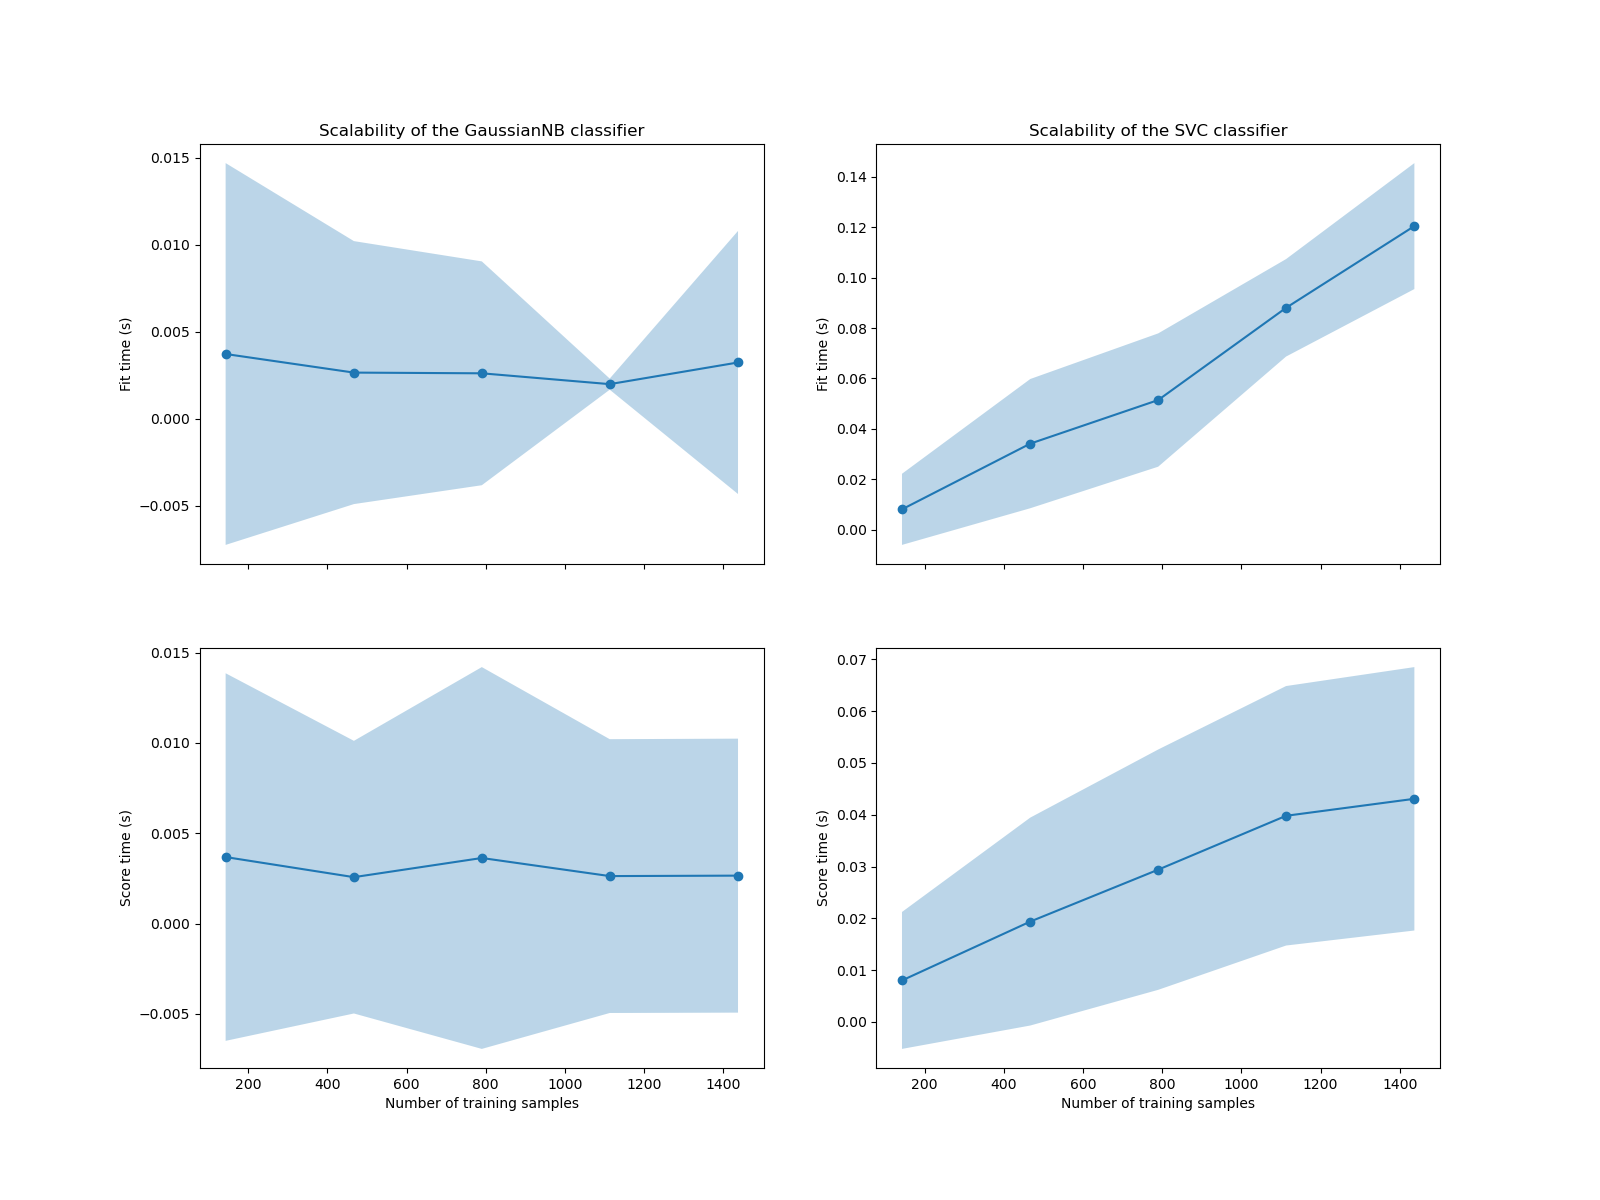 Scalability of the GaussianNB classifier
0.015
0.010
0.005
0.000
−0.005
Fit time (s)
Scalability of the SVC classifier
0.14
0.12
0.10
0.08
0.06
0.04
0.02
0.00
Fit time (s)
0.015
0.010
0.005
0.000
−0.005
Score time (s)
200 400 600 800 1000 1200 1400
Number of training samples
0.07
0.06
0.05
0.04
0.03
0.02
0.01
0.00
Score time (s)
200 400 600 800 1000 1200 1400
Number of training samples